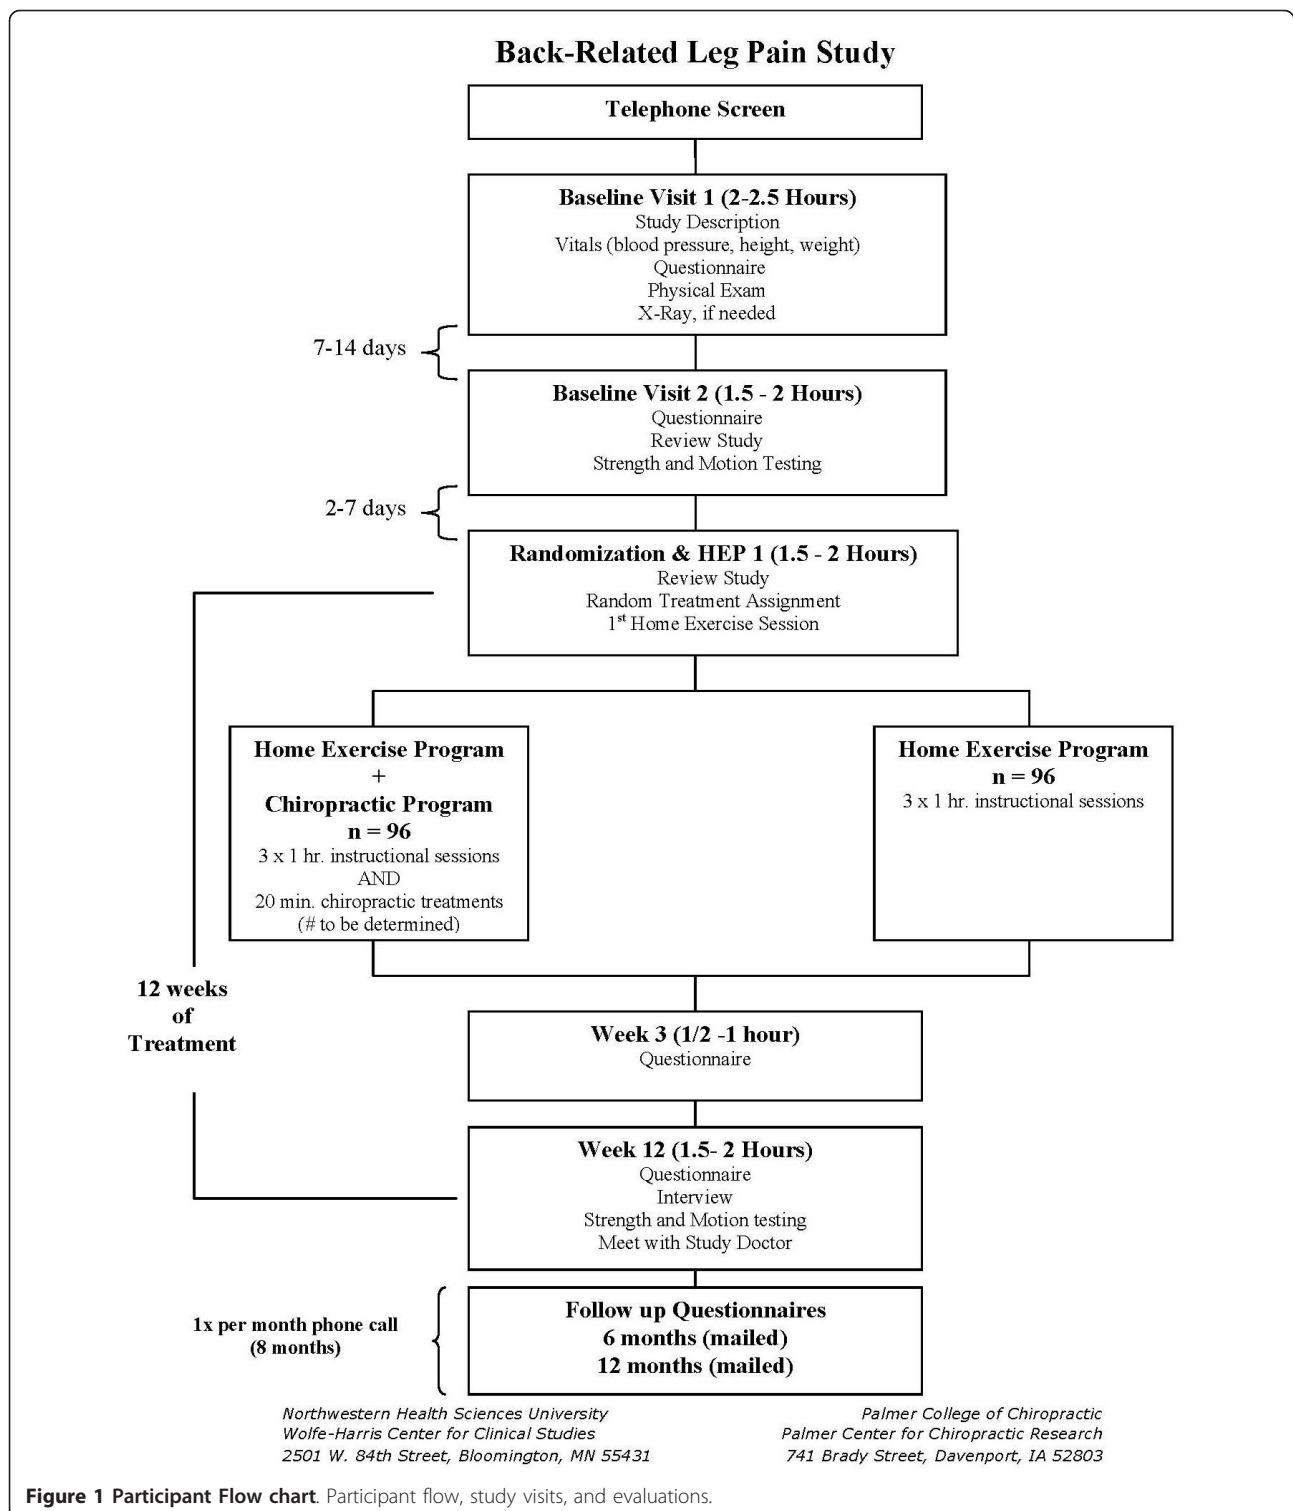 Back-Related Leg Pain Study
Telephone Screen
Baseline Visit 1 (2-2.5 Hours)
Study Description
Vitals (blood pressure, height, weight)
Questionnaire
Physical Exam
X-Ray, if needed
7-14 days
Baseline Visit 2 (1.5 - 2 Hours)
Questionnaire
Review Study
Strength and Motion Testing
2-7 days
Randomization & HEP 1 (1.5 - 2 Hours)
Review Study
Random Treatment Assignment
1st Home Exercise Session
Home Exercise Program
+
Chiropractic Program
n = 96
3 x 1 hr. instructional sessions
AND
20 min. chiropractic treatments
(# to be determined)
Home Exercise Program
n = 96
3 x 1 hr. instructional sessions
12 weeks
of
Treatment
Week 3 (1/2 -1 hour)
Questionnaire
Week 12 (1.5- 2 Hours)
Questionnaire
Interview
Strength and Motion testing
Meet with Study Doctor
1x per month phone call
(8 months)
Follow up Questionnaires
6 months (mailed)
12 months (mailed)
Northwestern Health Sciences University
Wolfe-Harris Center for Clinical Studies
2501 W. 84th Street, Bloomington, MN 55431
Palmer College of Chiropractic
Palmer Center for Chiropractic Research
741 Brady Street, Davenport, IA 52803
Figure 1 Participant Flow chart. Participant flow, study visits, and evaluations.